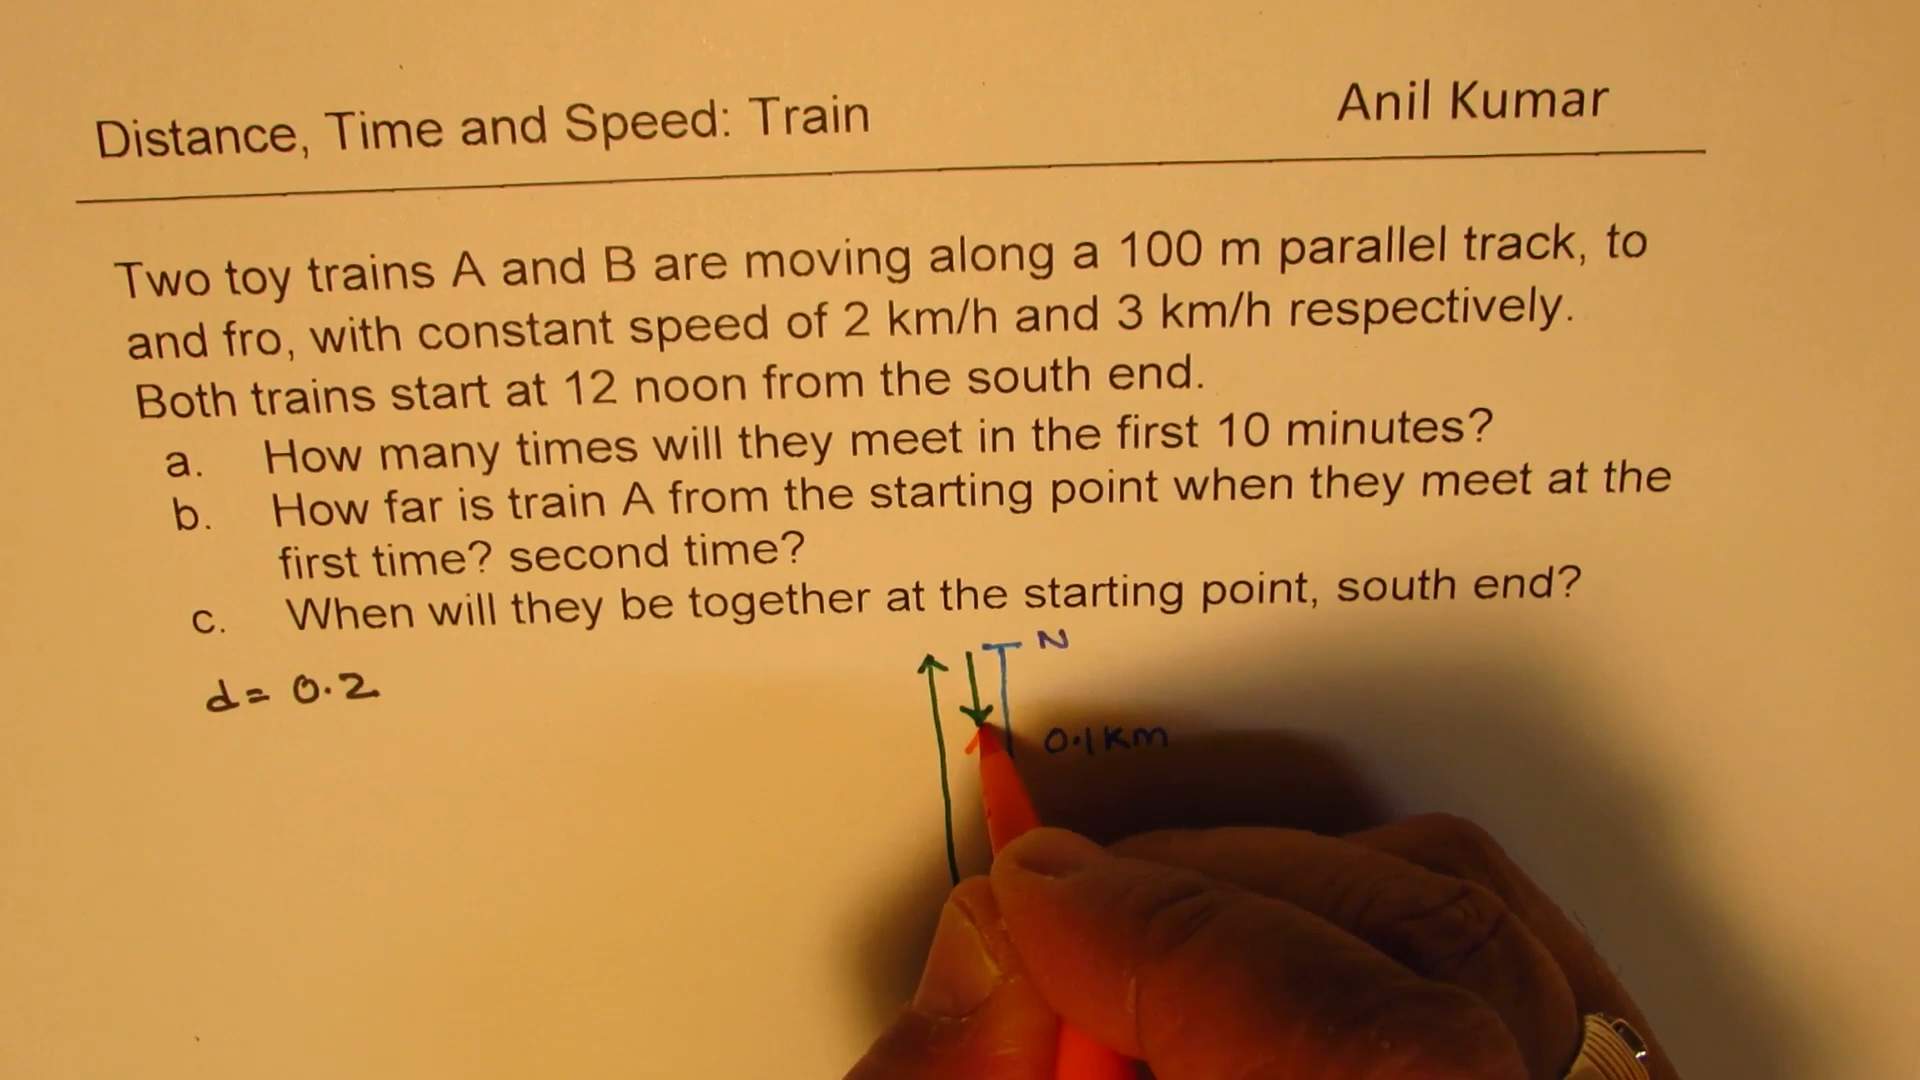 Distance, Time and Speed: Train
Anil Kumar
Two toy trains A and B are moving along a 100 m parallel track, to
and fro, with constant speed of 2 km/h and 3 km/h respectively.
Both trains start at 12 noon from the south end.
a. How many times will they meet in the first 10 minutes?
b. How far is train A from the starting point when they meet at the
first time? second time?
c. When will they be together at the starting point, south end?
N
d= 0.2
0.1km